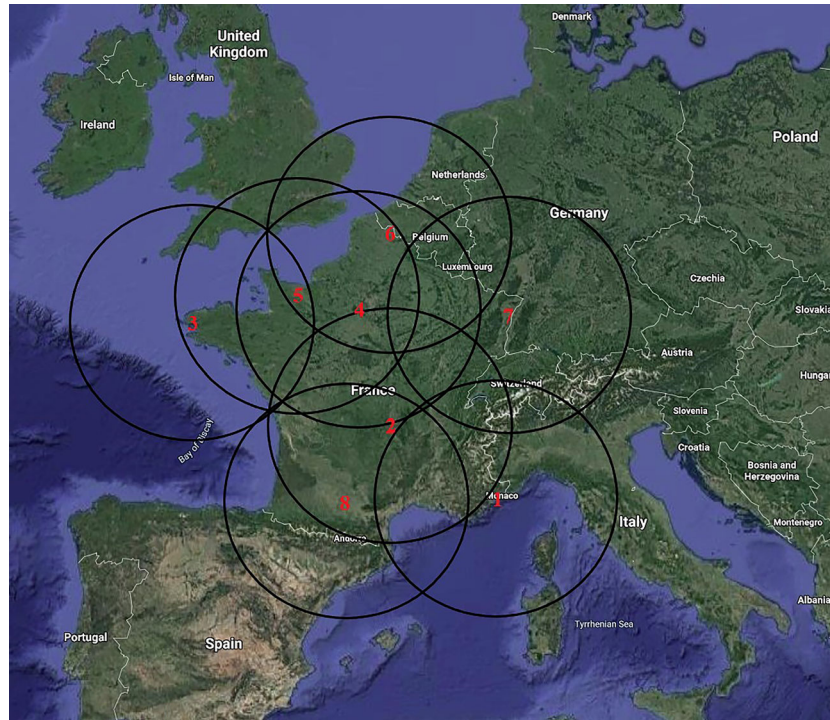 Denmark
United
Kingdom
Isle of Man
Ireland
Poland
Netherlands
Germany
6
Belgium
Luxembourg
Czechia
5
4
7
3
Slovakia
Austria
Hungar
Switzerland
France
Slovenia
2
Bay of Biscay
Croatia
Bosnia and
Herzegovina
8
Monaco
1
Italy
Montenegro
Andorra
Albania
Tyrrhenian Sea
Portugal
Spain